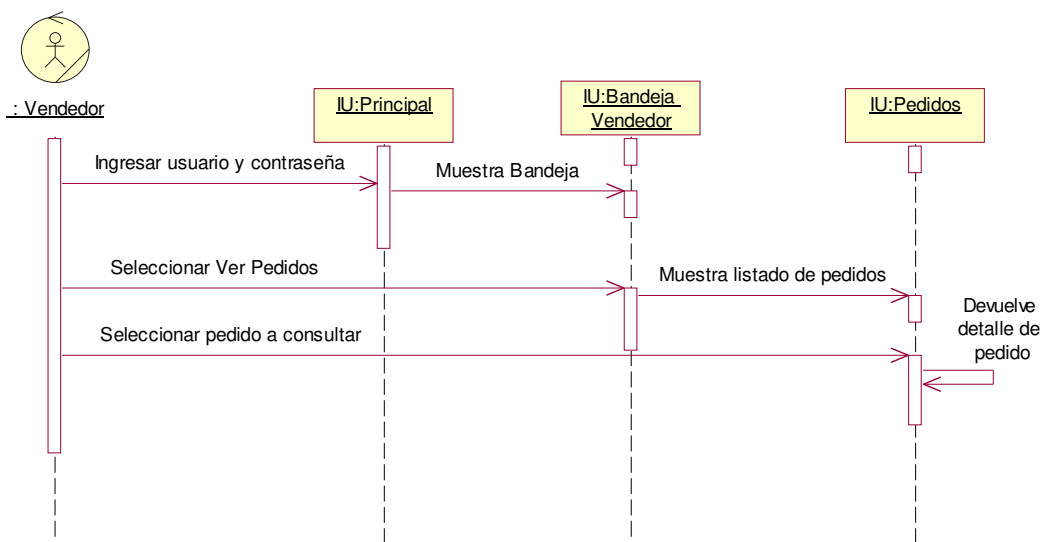 : Vendedor
IU:Principal
IU:Bandeja
Vendedor
IU:Pedidos
Ingresar usuario y contraseña
Muestra Bandeja
Seleccionar Ver Pedidos
Muestra listado de pedidos
Seleccionar pedido a consultar
Devuelve
detalle de
pedido